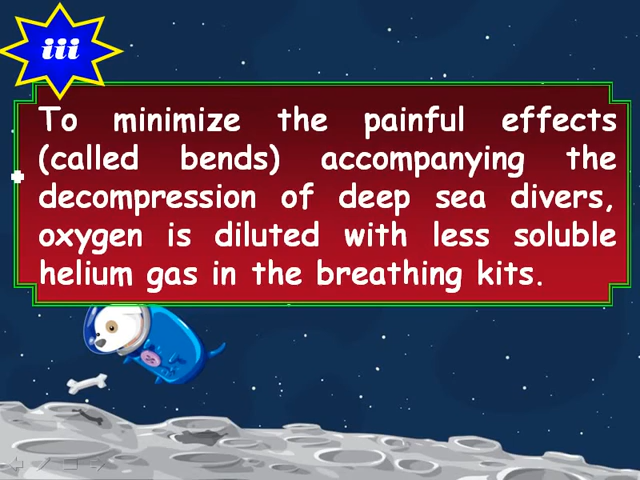 iii
To minimize the painful effects
(called bends) accompanying the
decompression of deep sea divers,
oxygen is diluted with less soluble
helium gas in the breathing kits.